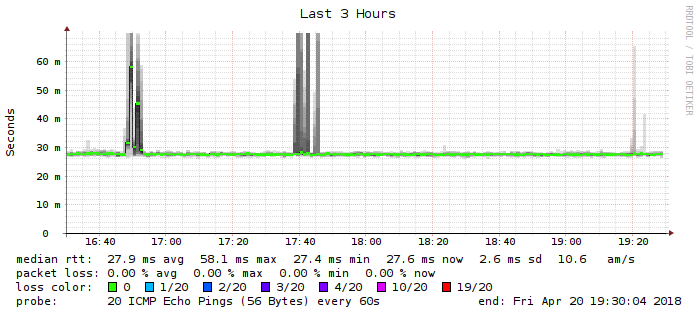 Last 3 Hours
RRDTOOL / TOBI OETIKER
Seconds
60 m
50 m
40 m
30 m
20 m
10 m
0
16:40 17:00 17:20 17:40 18:00 18:20 18:40 19:00 19:20
median rtt: 27.9 ms avg 58.1 ms max 27.4 ms min 27.6 ms now 2.6 ms sd 10.6 am/s
packet loss: 0.00 % avg 0.00 % max 0.00 % min 0.00 % now
loss color: 0 1/20 2/20 3/20 4/20 10/20 19/20
probe: 20 ICMP Echo Pings (56 Bytes) every 60s end: Fri Apr 20 19:30:04 2018